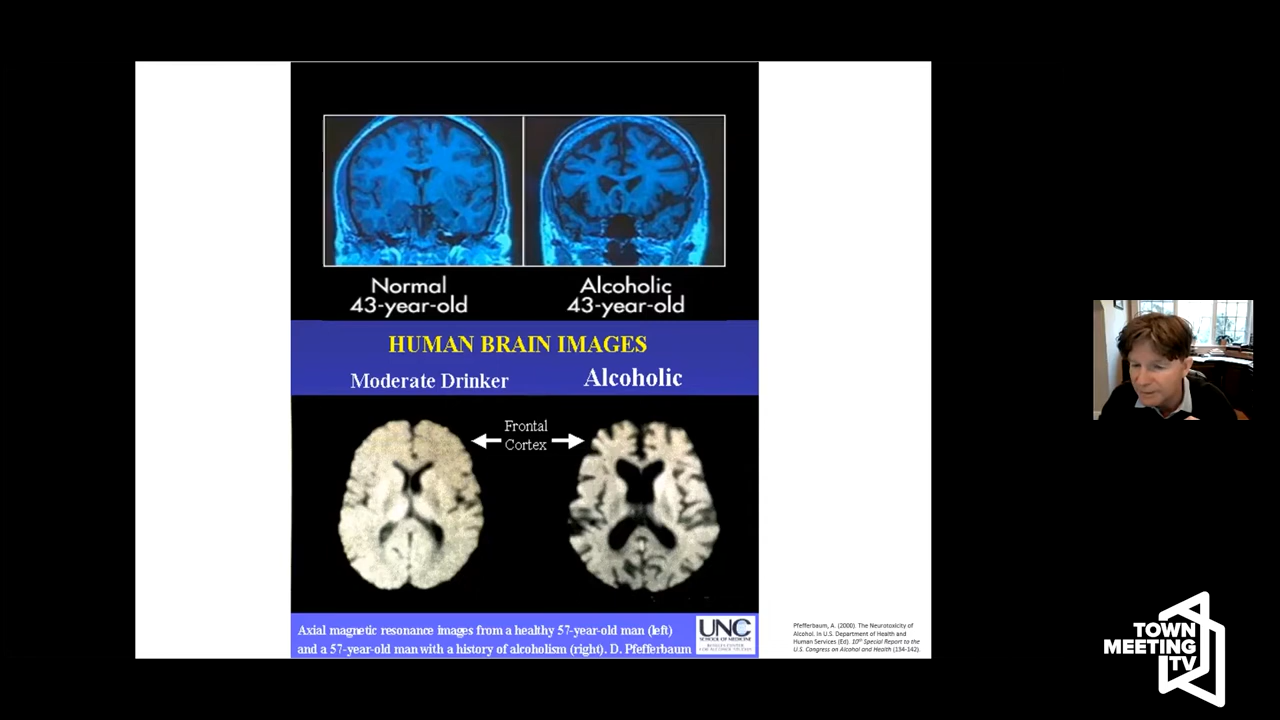 Normal
43-year-old
Alcoholic
43-year-old
HUMAN BRAIN IMAGES
Moderate Drinker
Alcoholic
Frontal
Cortex
Axial magnetic resonance images from a healthy 57-year-old man (left)
and a 57-year-old man with a history of alcoholism (right). D. Pfefferbaum
UNC
SCHOOL OF MEDICINE
Pfefferbaum, A. (2000). The Neurotoxicity of
Alcohol. In U.S. Department of Health and
Human Services (Ed). 10th Special Report to the
U.S. Congress on Alcohol and Health (134-142).
TOWN
MEETING
TV